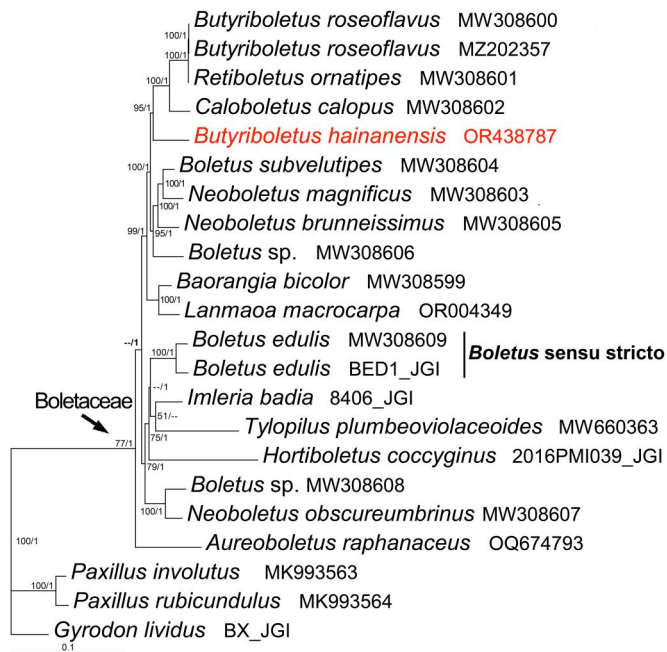 Butyriboletus roseoflavus MW308600
100/1
Butyriboletus roseoflavus MZ202357
100/1
Retiboletus ornatipes MW308601
100/1
Caloboletus calopus MW308602
95/1
Butyriboletus hainanensis OR438787
Boletus subvelutipes MW308604
100/1
100/1
Neoboletus magnificus MW308603
100/1
Neoboletus brunneissimus MW308605
99/1
95/1
Boletus sp. MW308606
Baorangia bicolor MW308599
100/1
Lanmaoa macrocarpa OR004349
Boletus edulis MW309609
--/1
100/1
Boletus sensu stricto
Boletus edulis BED1_JGI
--/1
Imleria badia 8406_JGI
Boletaceae
51/--
Tylopilus plumbeoviolaceoides MW660363
77/1
75/1
Hortiboletus coccyginus 2016PMI039_JGI
79/1
Boletus sp. MW308608
100/1
Neoboletus obscureumbrinus MW308607
100/1
Aureoboletus raphanaceus OQ674793
Paxillus involutus MK993563
100/1
Paxillus rubicundulus MK993564
Gyrodon lividus BX_JGI
0.1